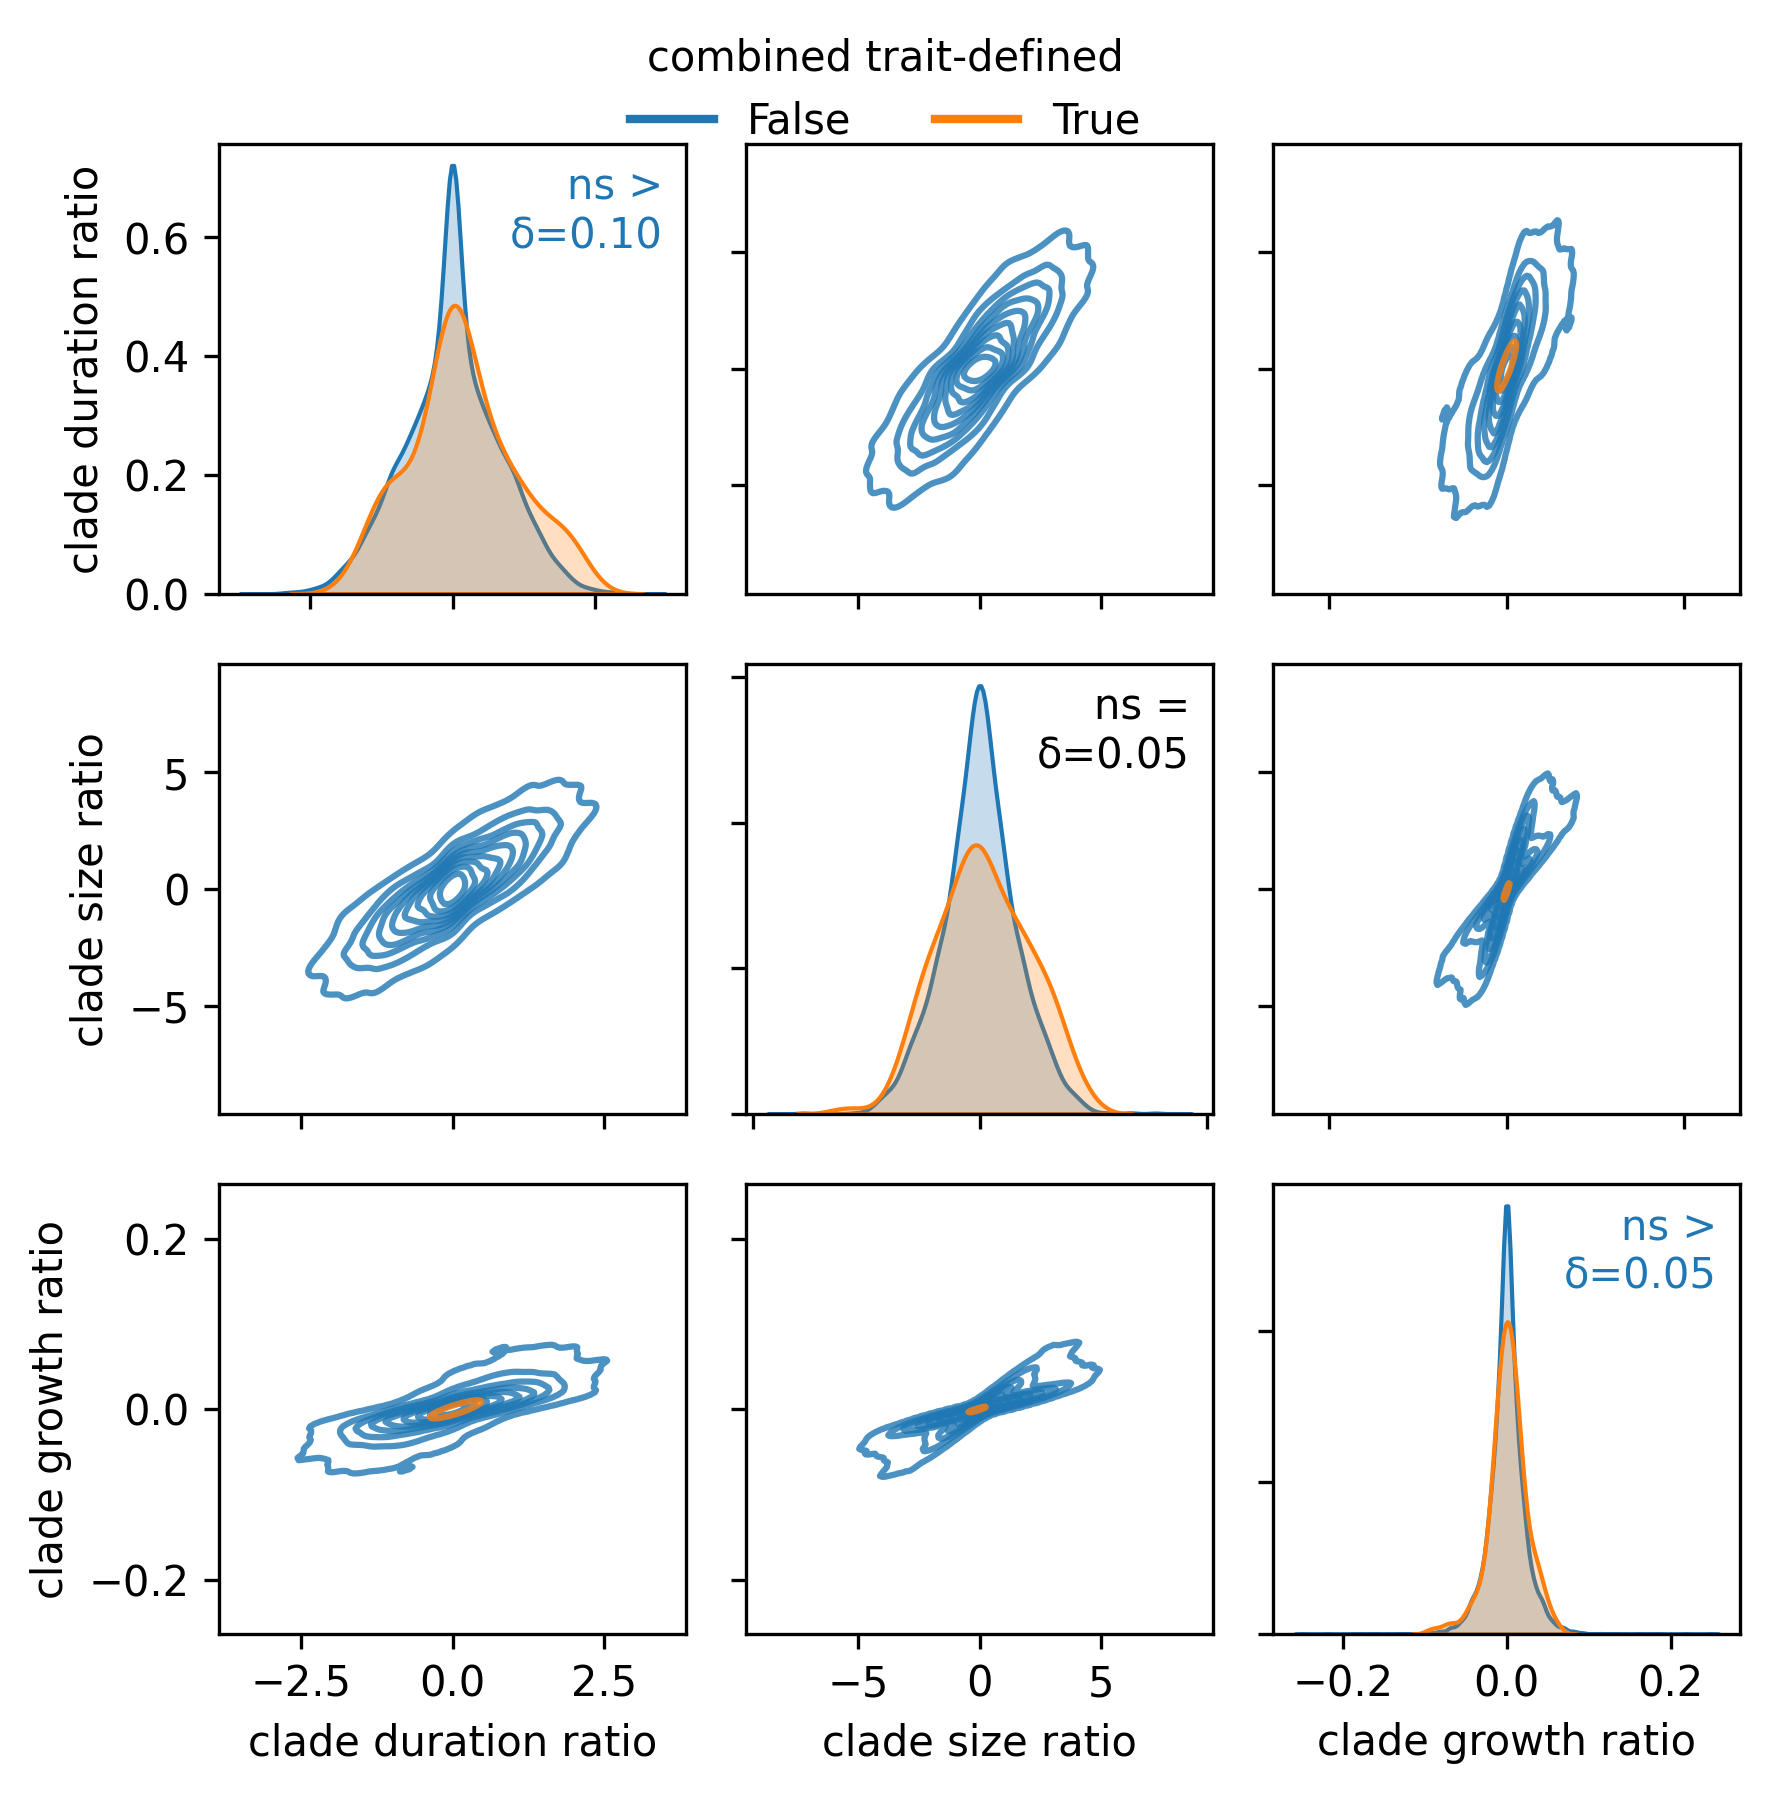 combined trait-defined
False True
clade duration ratio
0.6
0.4
0.2
0.0
ns >
δ=0.10
clade size ratio
5
0
−5
ns =
δ=0.05
clade growth ratio
0.2
0.0
−0.2
ns >
δ=0.05
−2.5 0.0 2.5
−5 0 5
−0.2 0.0 0.2
clade duration ratio
clade size ratio
clade growth ratio